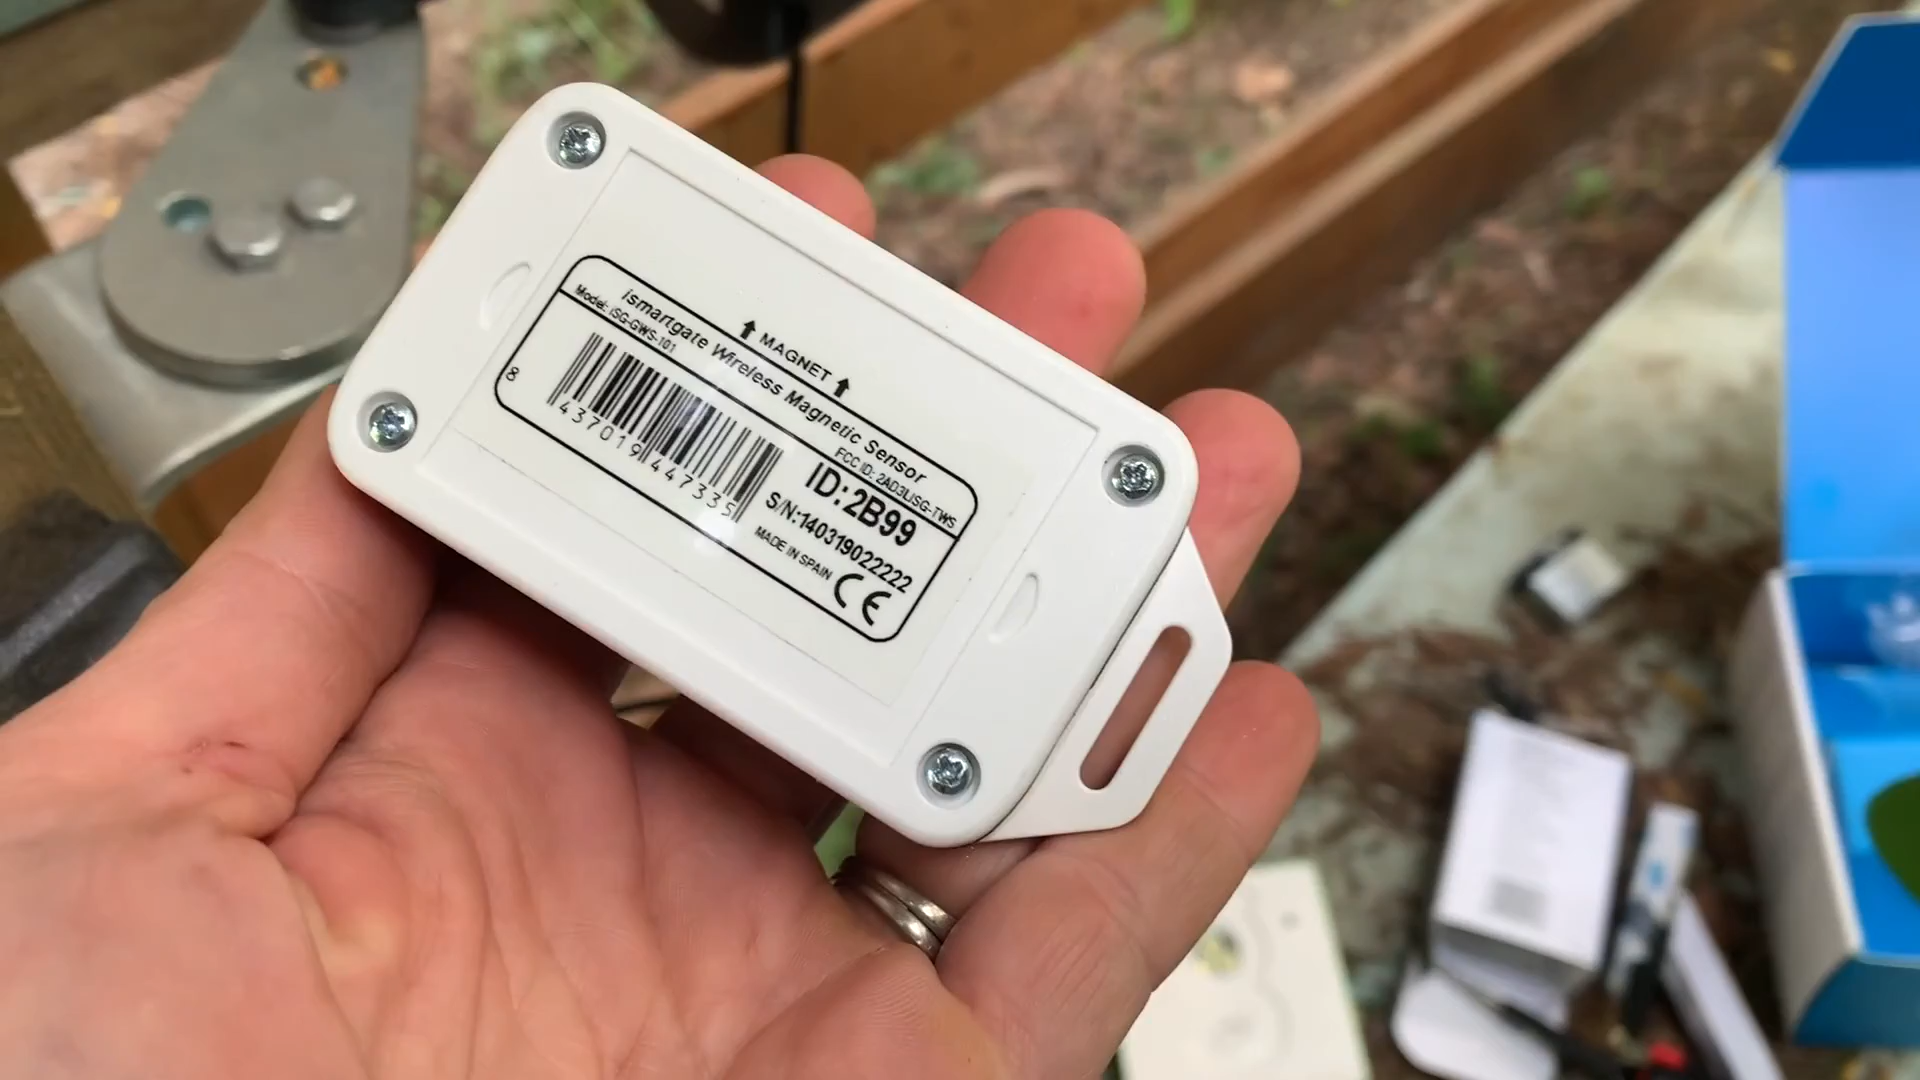 ⬆ MAGNET ⬆
ismartgate Wireless Magnetic Sensor
Model: iSG-GWS-101
FCC ID: 2AD3LISG-TWS
8 437019 447335
ID:2B99
S/N:140319022222
MADE IN SPAIN CE